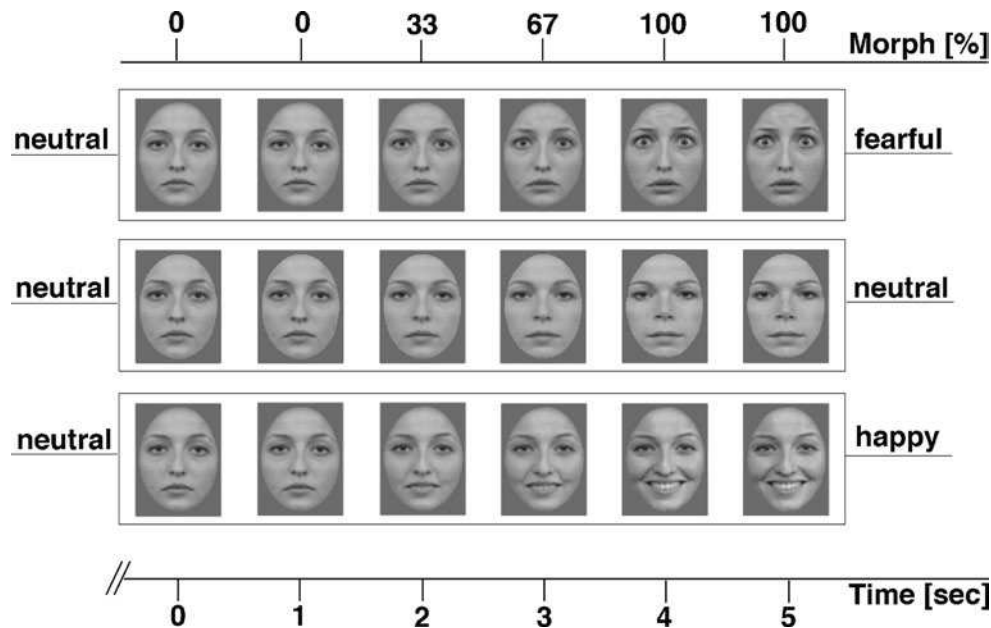 0 0 33 67 100 100 Morph [%]
neutral fearful
neutral neutral
neutral happy
0 1 2 3 4 5 Time [sec]